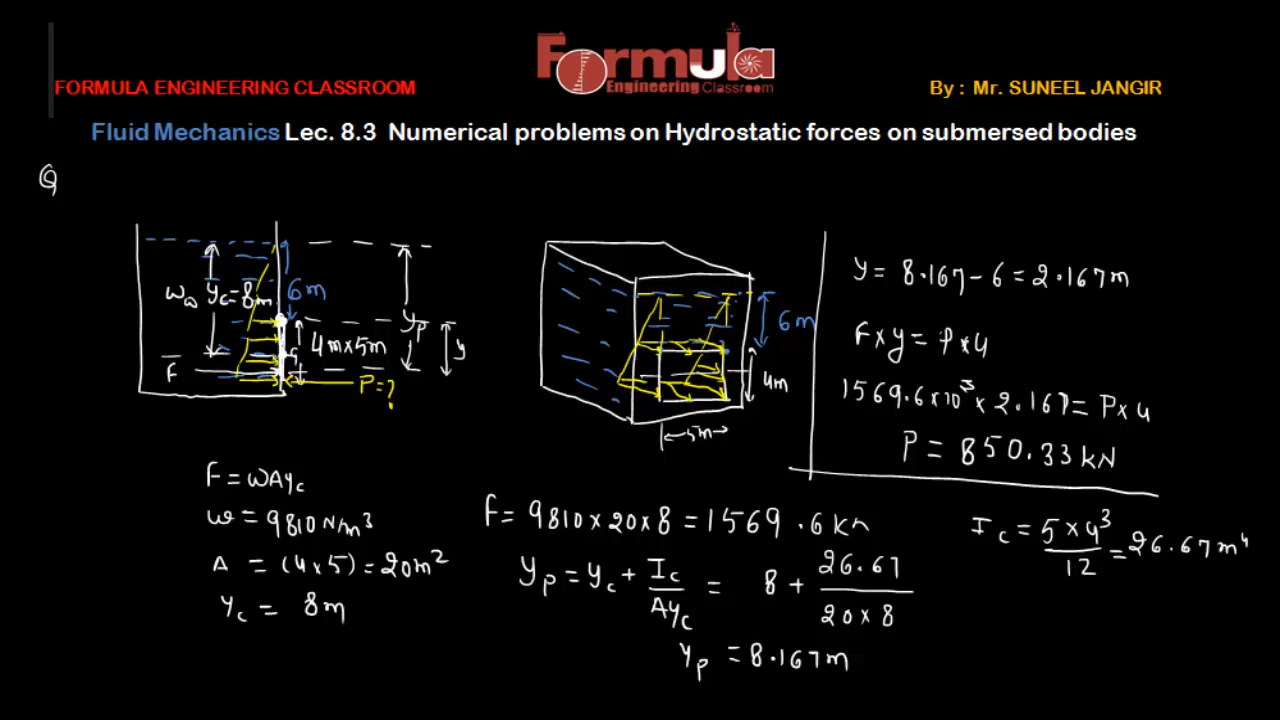 Formula
Engineering Classroom
FORMULA ENGINEERING CLASSROOM
By : Mr. SUNEEL JANGIR
Fluid Mechanics Lec. 8.3 Numerical problems on Hydrostatic forces on submersed bodies
Q
yc=8m
6m
yp
4m×5m
y
F
P=?
6m
4m
5m
y = 8.167 - 6 = 2.167m
F×y = P×4
1569.6×10³ × 2.167 = P×4
P = 850.33 kN
F = ωAyc
ω = 9810 N/m³
A = (4×5) = 20m²
yc = 8m
F = 9810×20×8 = 1569.6 kN
yp = yc + Ic/Ayc = 8 + 26.67/20×8
yp = 8.167m
Ic = 5×4³/12 = 26.67m⁴